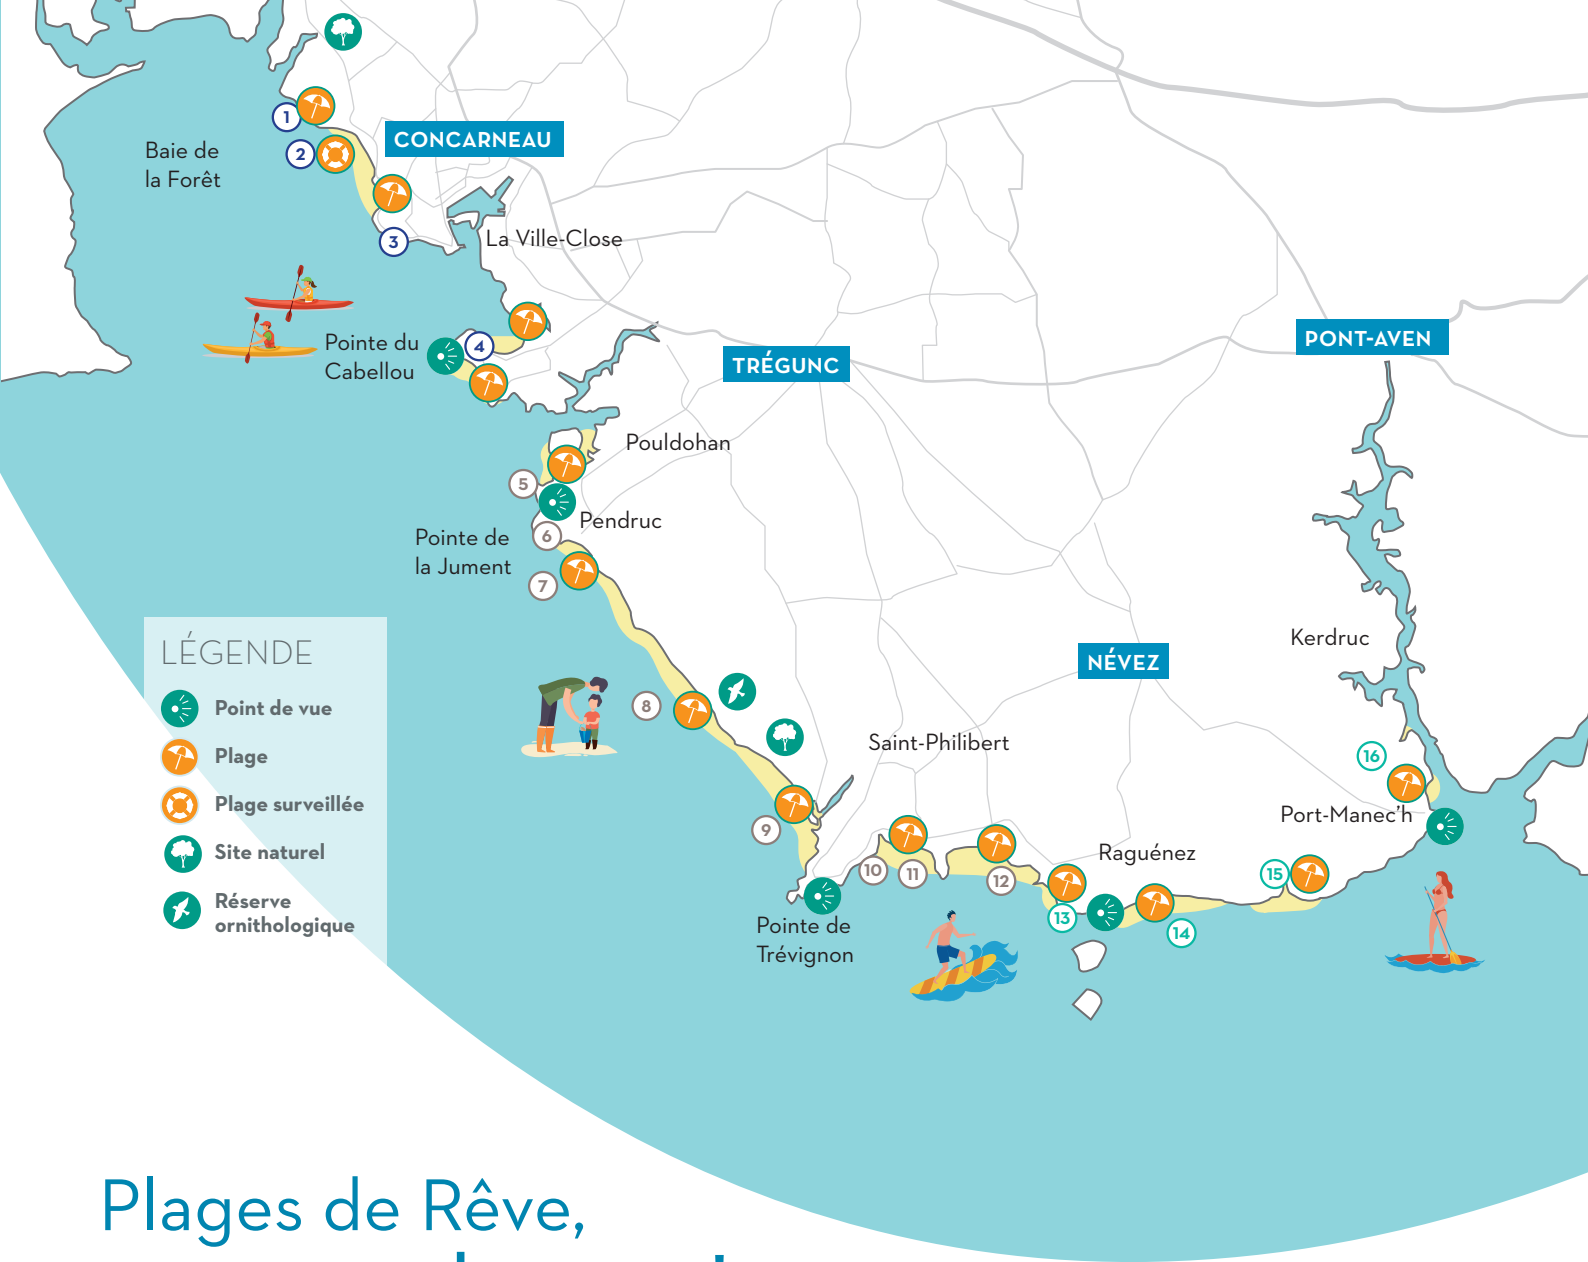 1
CONCARNEAU
Baie de
la Forêt
2
3
La Ville-Close
Pointe du
Cabellou
4
TRÉGUNC
PONT-AVEN
Pouldohan
5
Pendruc
6
Pointe de
la Jument
7
Kerdruc
NÉVEZ
8
Saint-Philibert
16
Port-Manec'h
9
Raguénez
10
11
12
15
13
14
Pointe de
Trévignon
LÉGENDE
Point de vue
Plage
Plage surveillée
Site naturel
Réserve
ornithologique
Plages de Rêve,